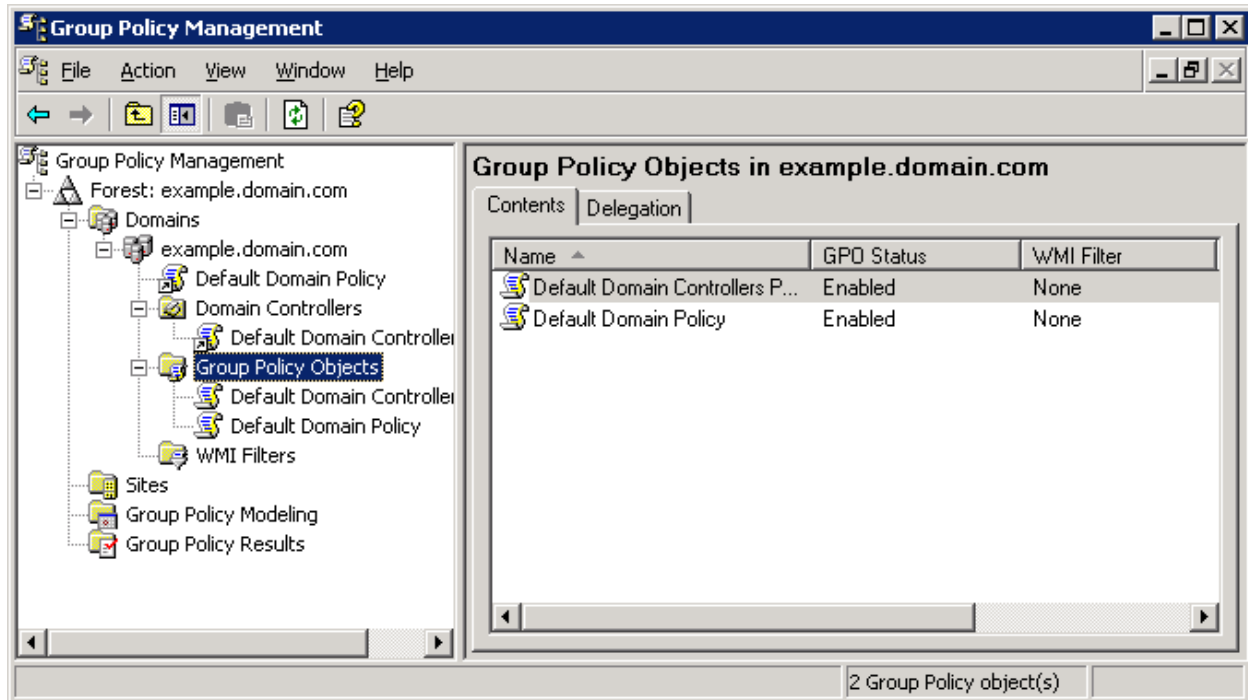 Group Policy Management
File Action View Window Help
Group Policy Management
Forest: example.domain.com
Domains
example.domain.com
Default Domain Policy
Domain Controllers
Default Domain Controller
Group Policy Objects
Default Domain Controller
Default Domain Policy
WMI Filters
Sites
Group Policy Modeling
Group Policy Results
Group Policy Objects in example.domain.com
Contents Delegation
Name GPO Status WMI Filter
Default Domain Controllers P... Enabled None
Default Domain Policy Enabled None
2 Group Policy object(s)